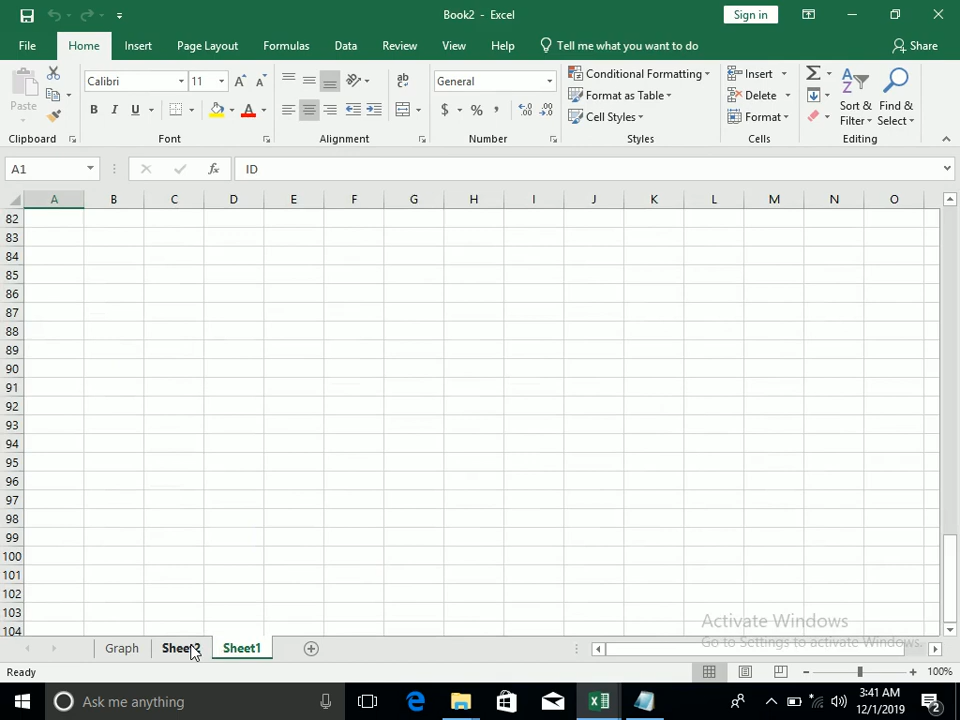 Book2 - Excel
Sign in
File Home Insert Page Layout Formulas Data Review View Help Tell me what you want to do Share
Paste
Calibri 11
General
Conditional Formatting
Format as Table
Cell Styles
Insert
Delete
Format
Sort & Filter
Find & Select
Clipboard Font Alignment Number Styles Cells Editing
A1 fx ID
A B C D E F G H I J K L M N O
82
83
84
85
86
87
88
89
90
91
92
93
94
95
96
97
98
99
100
101
102
103
104
Activate Windows
Go to Settings to activate Windows.
Graph Sheet2 Sheet1
Ready 100%
Ask me anything
3:41 AM
12/1/2019
2